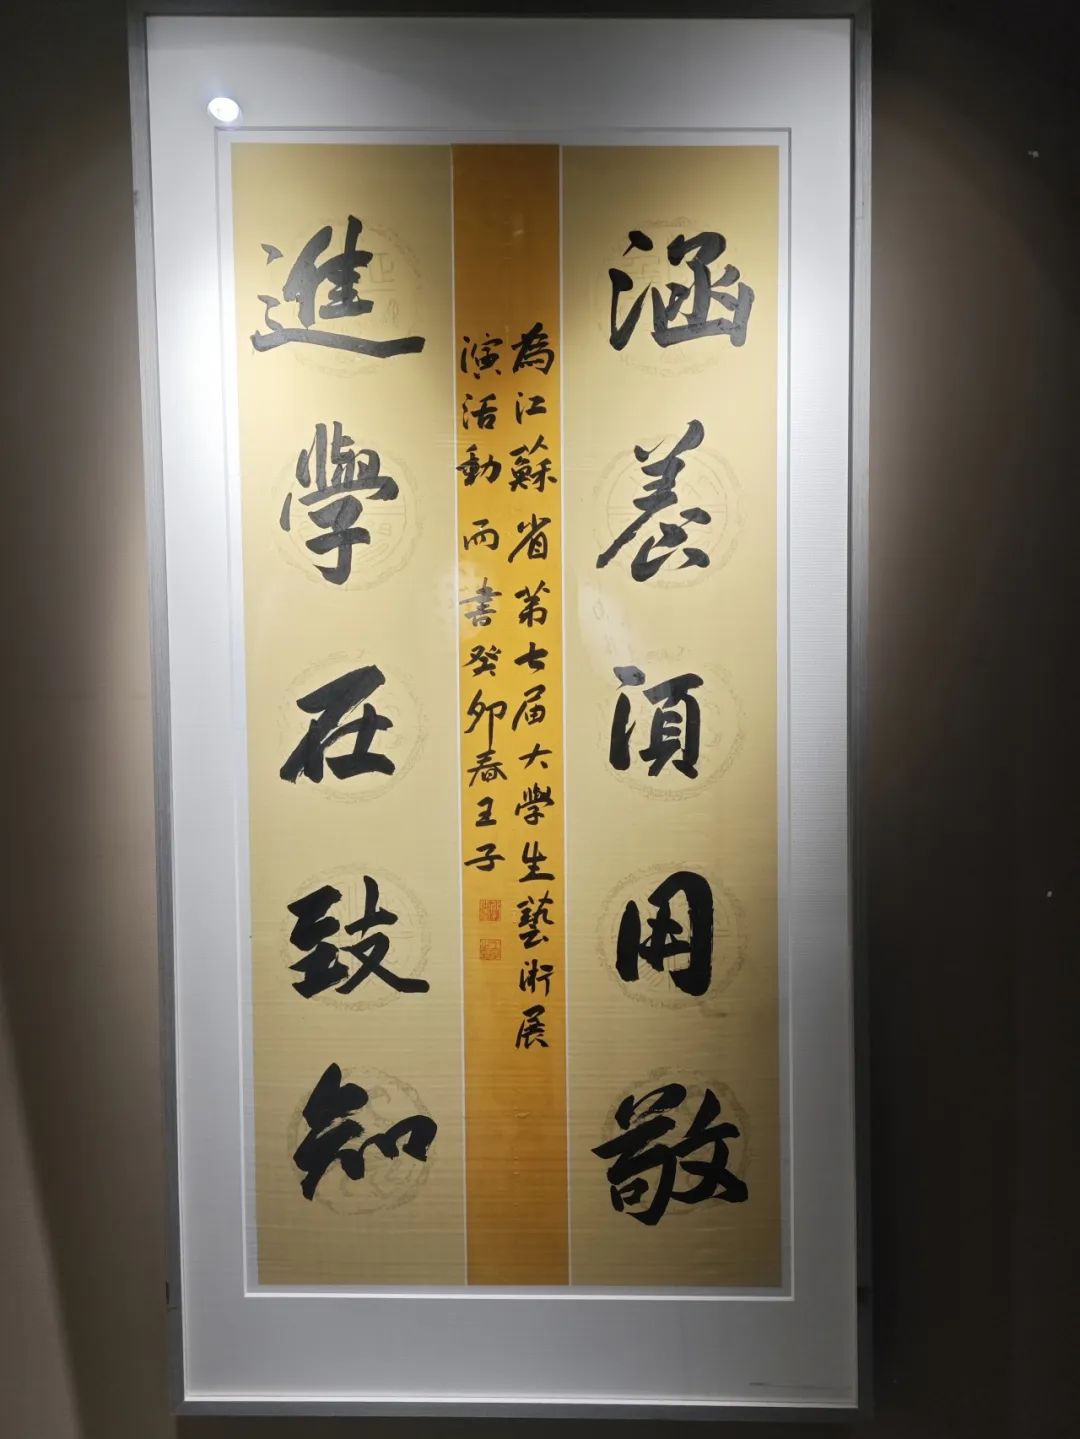 涵養須用敬
為江蘇省第七屆大學生藝術展
演活動而書癸卯春王子
進學在致知